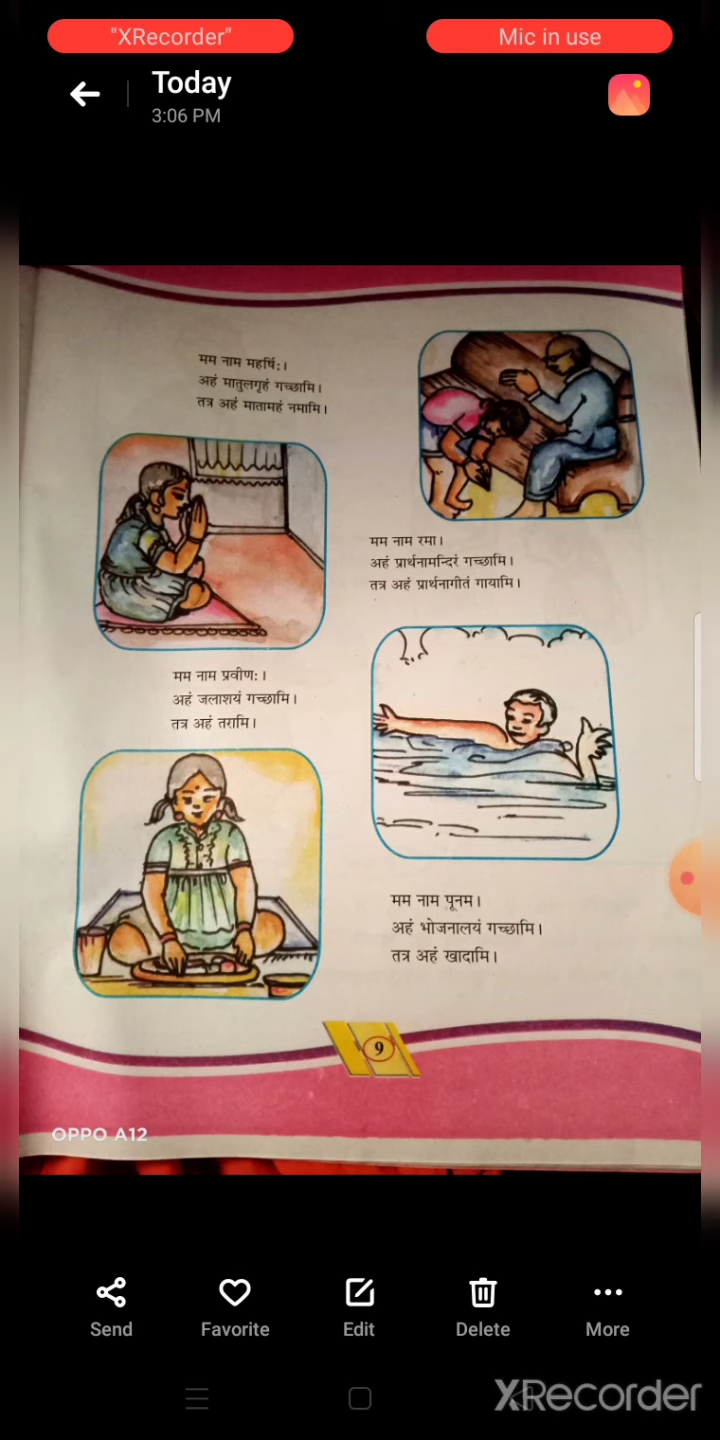 "XRecorder"
Mic in use
Today
3:06 PM
मम नाम महर्षिः।
अहं मातुलगृहं गच्छामि।
तत्र अहं मातामहं नमामि।
मम नाम रमा।
अहं प्रार्थनामन्दिरं गच्छामि।
तत्र अहं प्रार्थनागीतं गायामि।
मम नाम प्रवीणः।
अहं जलाशयं गच्छामि।
तत्र अहं तरामि।
मम नाम पूनम।
अहं भोजनालयं गच्छामि।
तत्र अहं खादामि।
9
OPPO A12
Send
Favorite
Edit
Delete
More
XRecorder